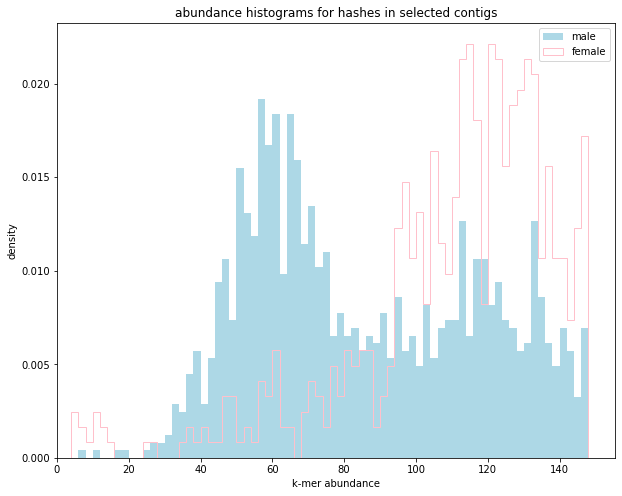 abundance histograms for hashes in selected contigs
male
female
0.020
0.015
0.010
0.005
0.000
density
0 20 40 60 80 100 120 140
k-mer abundance